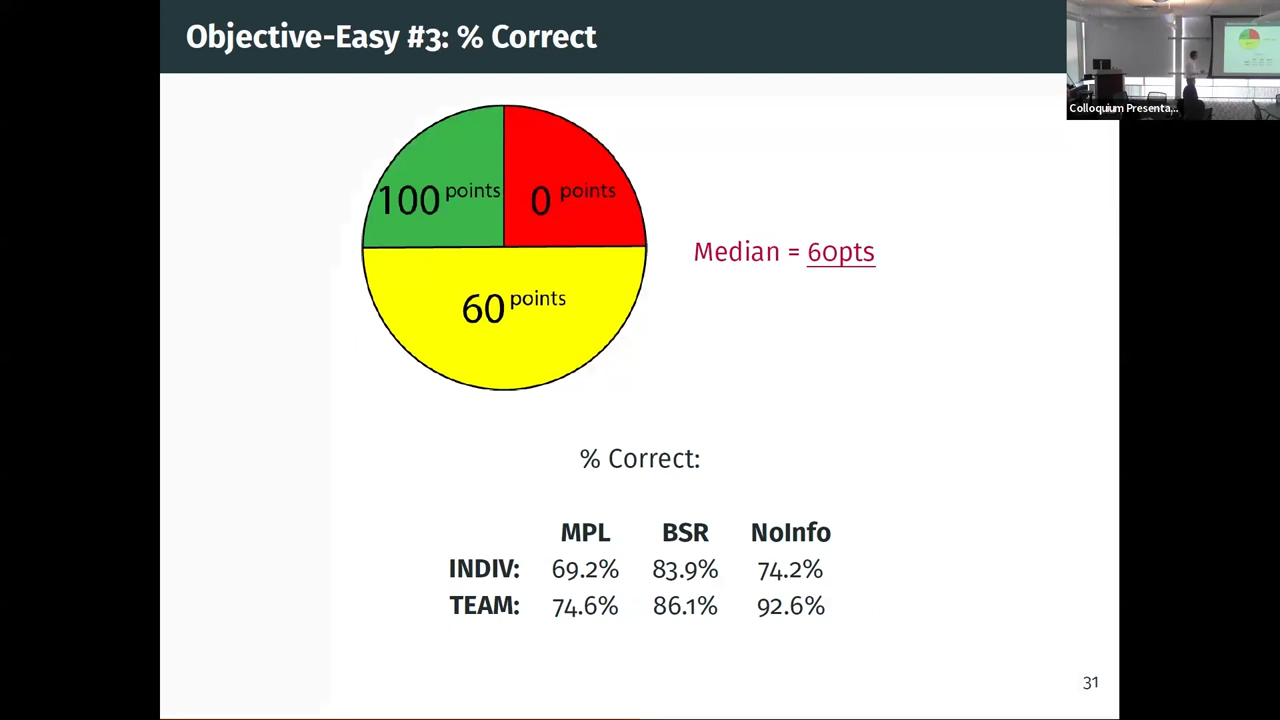 Objective-Easy #3: % Correct
Colloquium Presenta...
100 points
0 points
60 points
Median = 60pts
% Correct:
MPL BSR NoInfo
INDIV: 69.2% 83.9% 74.2%
TEAM: 74.6% 86.1% 92.6%
31